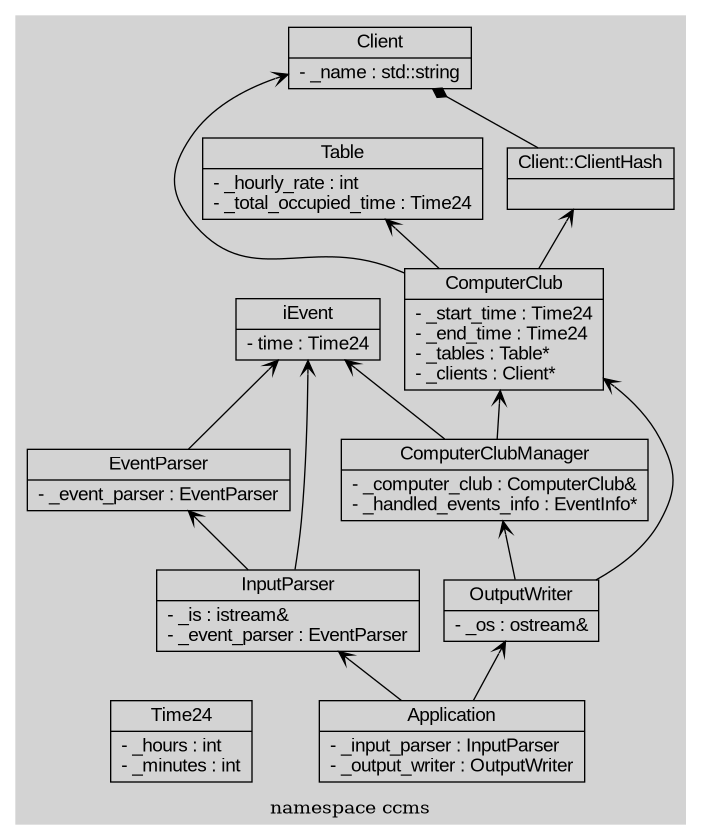 Client
- _name : std::string
Table
- _hourly_rate : int
- _total_occupied_time : Time24
Client::ClientHash
ComputerClub
- _start_time : Time24
- _end_time : Time24
- _tables : Table*
- _clients : Client*
iEvent
- time : Time24
EventParser
- _event_parser : EventParser
ComputerClubManager
- _computer_club : ComputerClub&
- _handled_events_info : EventInfo*
InputParser
- _is : istream&
- _event_parser : EventParser
OutputWriter
- _os : ostream&
Time24
- _hours : int
- _minutes : int
Application
- _input_parser : InputParser
- _output_writer : OutputWriter
namespace ccms